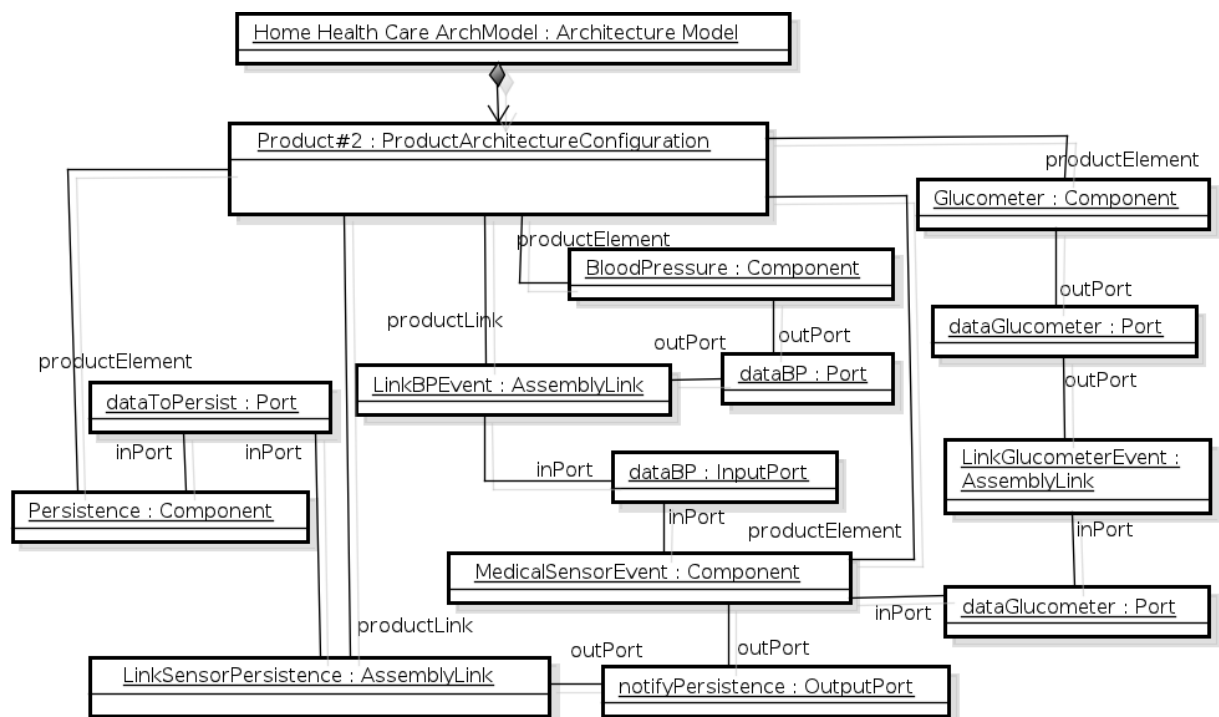 Home Health Care ArchModel : Architecture Model
Product#2 : ProductArchitectureConfiguration
productElement
Glucometer : Component
productElement
BloodPressure : Component
outPort
dataGlucometer : Port
productLink
outPort
outPort
productElement
dataBP : Port
LinkBPEvent : AssemblyLink
outPort
dataToPersist : Port
inPort
inPort
LinkGlucometerEvent :
AssemblyLink
inPort
dataBP : InputPort
Persistence : Component
inPort
productElement
inPort
MedicalSensorEvent : Component
inPort
dataGlucometer : Port
productLink
outPort
outPort
LinkSensorPersistence : AssemblyLink
notifyPersistence : OutputPort